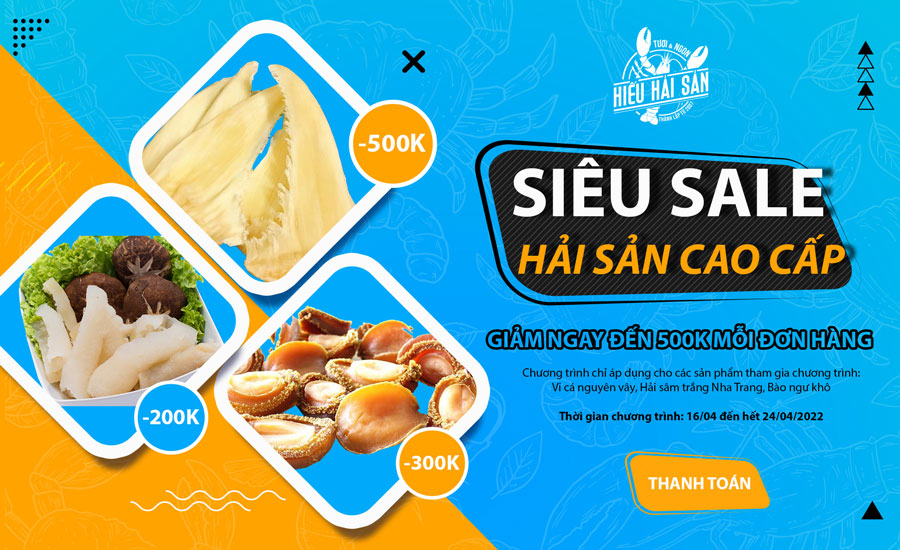 TƯƠI & NGON
HIẾU HẢI SẢN
-500K
SIÊU SALE
HẢI SẢN CAO CẤP
-200K
-300K
GIẢM NGAY ĐẾN 500K MỖI ĐƠN HÀNG
Chương trình chỉ áp dụng cho các sản phẩm tham gia chương trình:
Vi cá nguyên vây, Hải sâm trắng Nha Trang, Bào ngư khô
Thời gian chương trình: 16/04 đến hết 24/04/2022
THANH TOÁN